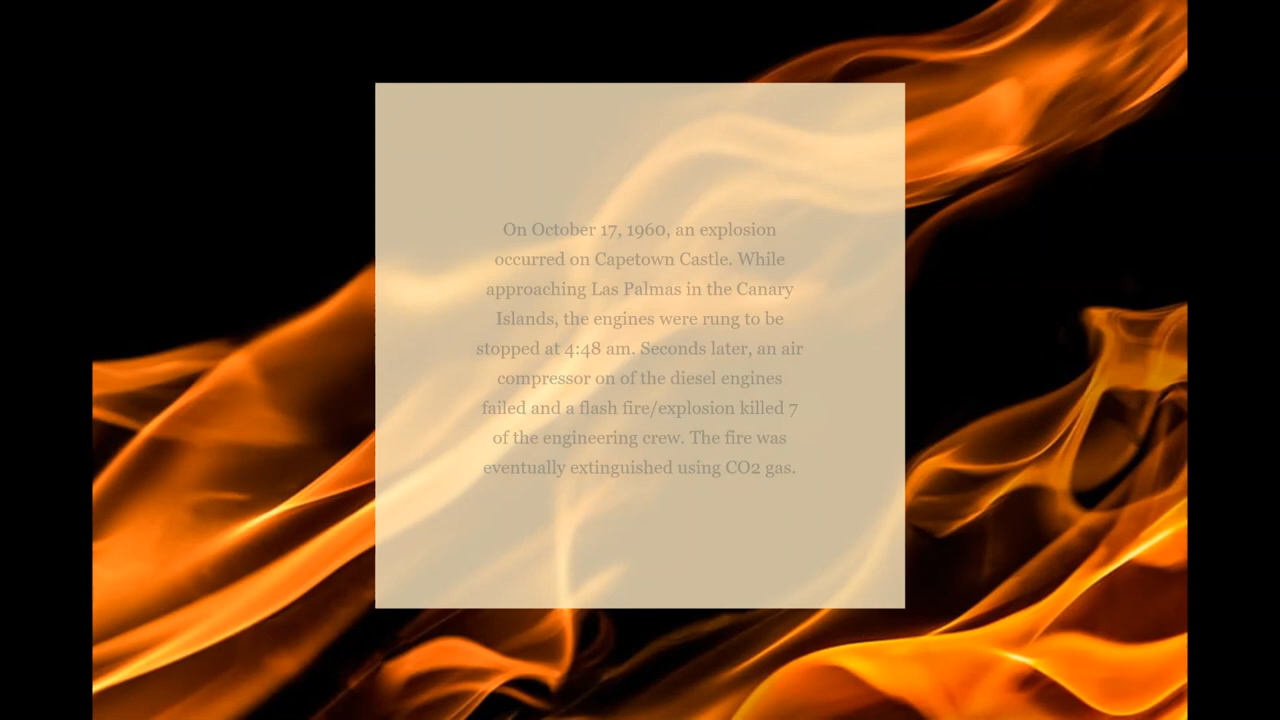 On October 17, 1960, an explosion
occurred on Capetown Castle. While
approaching Las Palmas in the Canary
Islands, the engines were rung to be
stopped at 4:48 am. Seconds later, an air
compressor on of the diesel engines
failed and a flash fire/explosion killed 7
of the engineering crew. The fire was
eventually extinguished using CO2 gas.